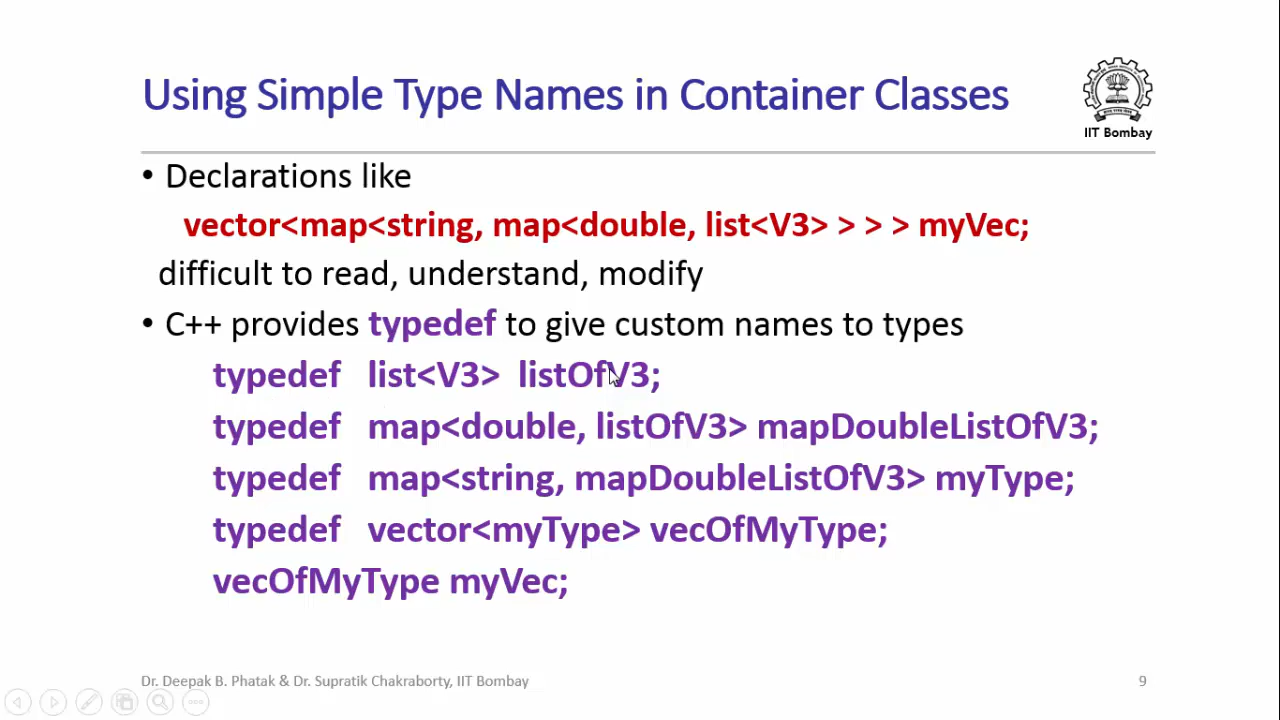 Using Simple Type Names in Container Classes
IIT Bombay
• Declarations like
vector<map<string, map<double, list<V3> > > > myVec;
difficult to read, understand, modify
• C++ provides typedef to give custom names to types
typedef list<V3> listOfV3;
typedef map<double, listOfV3> mapDoubleListOfV3;
typedef map<string, mapDoubleListOfV3> myType;
typedef vector<myType> vecOfMyType;
vecOfMyType myVec;
Dr. Deepak B. Phatak & Dr. Supratik Chakraborty, IIT Bombay
9